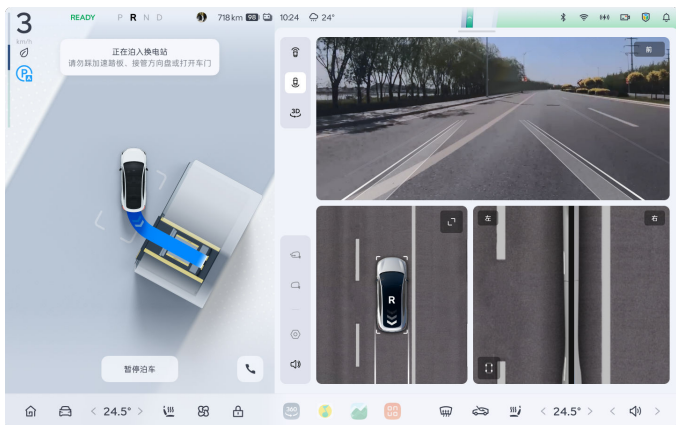 3
km/h
READY
P R N D
718 km 98
10:24
24°
正在泊入换电站
请勿踩加速踏板、接管方向盘或打开车门
P
A
暂停泊车
3D
前
左
右
R
24.5°
360
24.5°